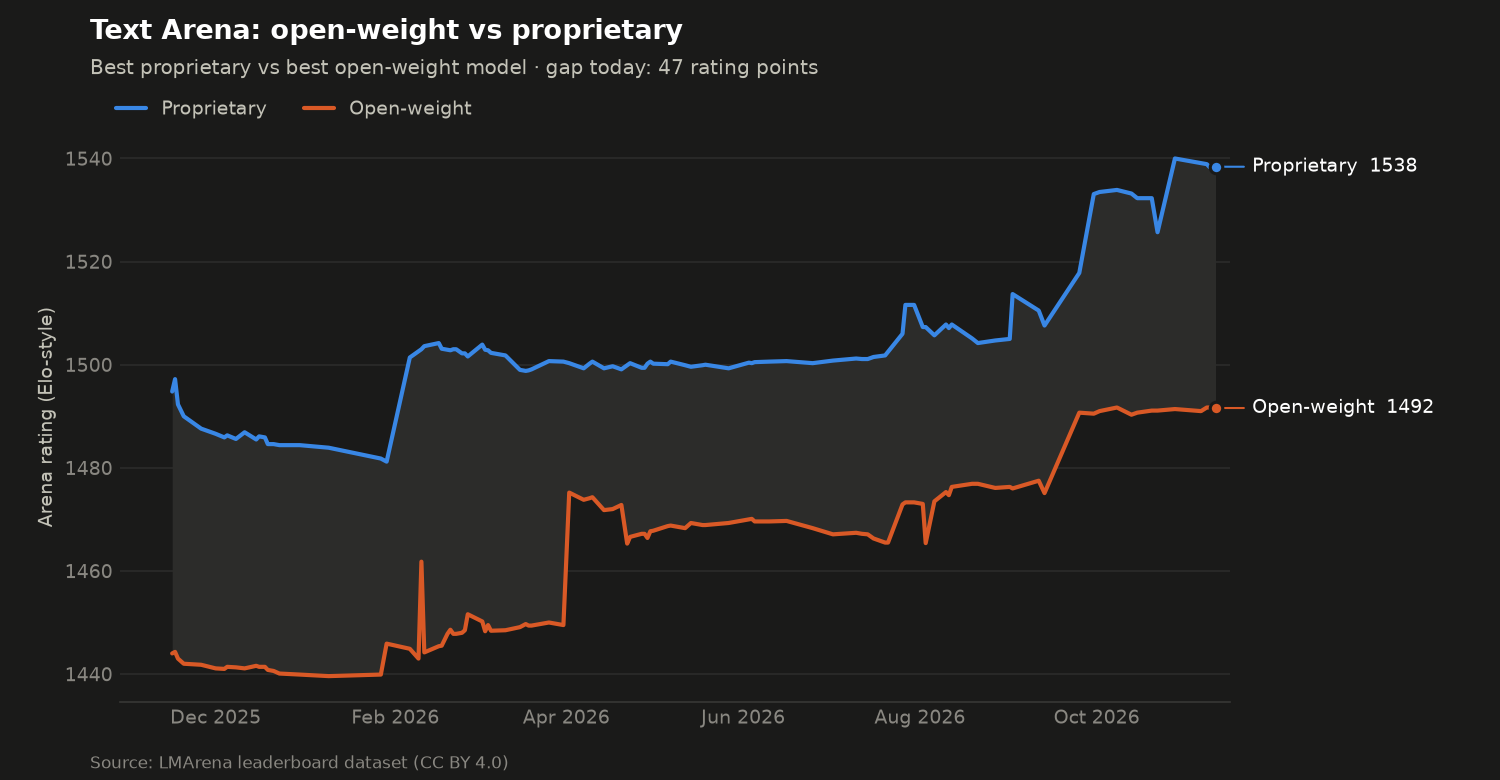 Text Arena: open-weight vs proprietary
Best proprietary vs best open-weight model · gap today: 47 rating points
Proprietary
Open-weight
Arena rating (Elo-style)
1540
1520
1500
1480
1460
1440
Proprietary 1538
Open-weight 1492
Dec 2025
Feb 2026
Apr 2026
Jun 2026
Aug 2026
Oct 2026
Source: LMArena leaderboard dataset (CC BY 4.0)